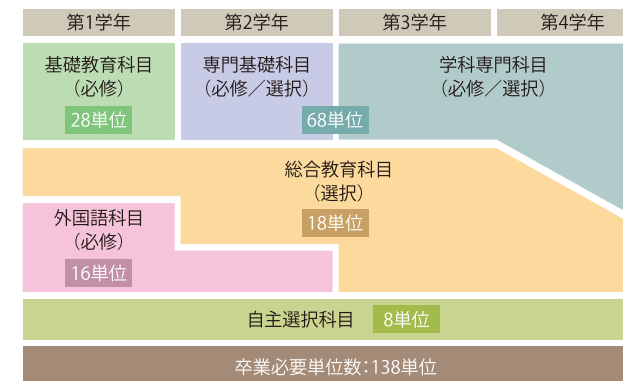 第1学年
第2学年
第3学年
第4学年
基礎教育科目
（必修）
28単位
専門基礎科目
（必修／選択）
学科専門科目
（必修／選択）
68単位
総合教育科目
（選択）
18単位
外国語科目
（必修）
16単位
自主選択科目 8単位
卒業必要単位数：138単位